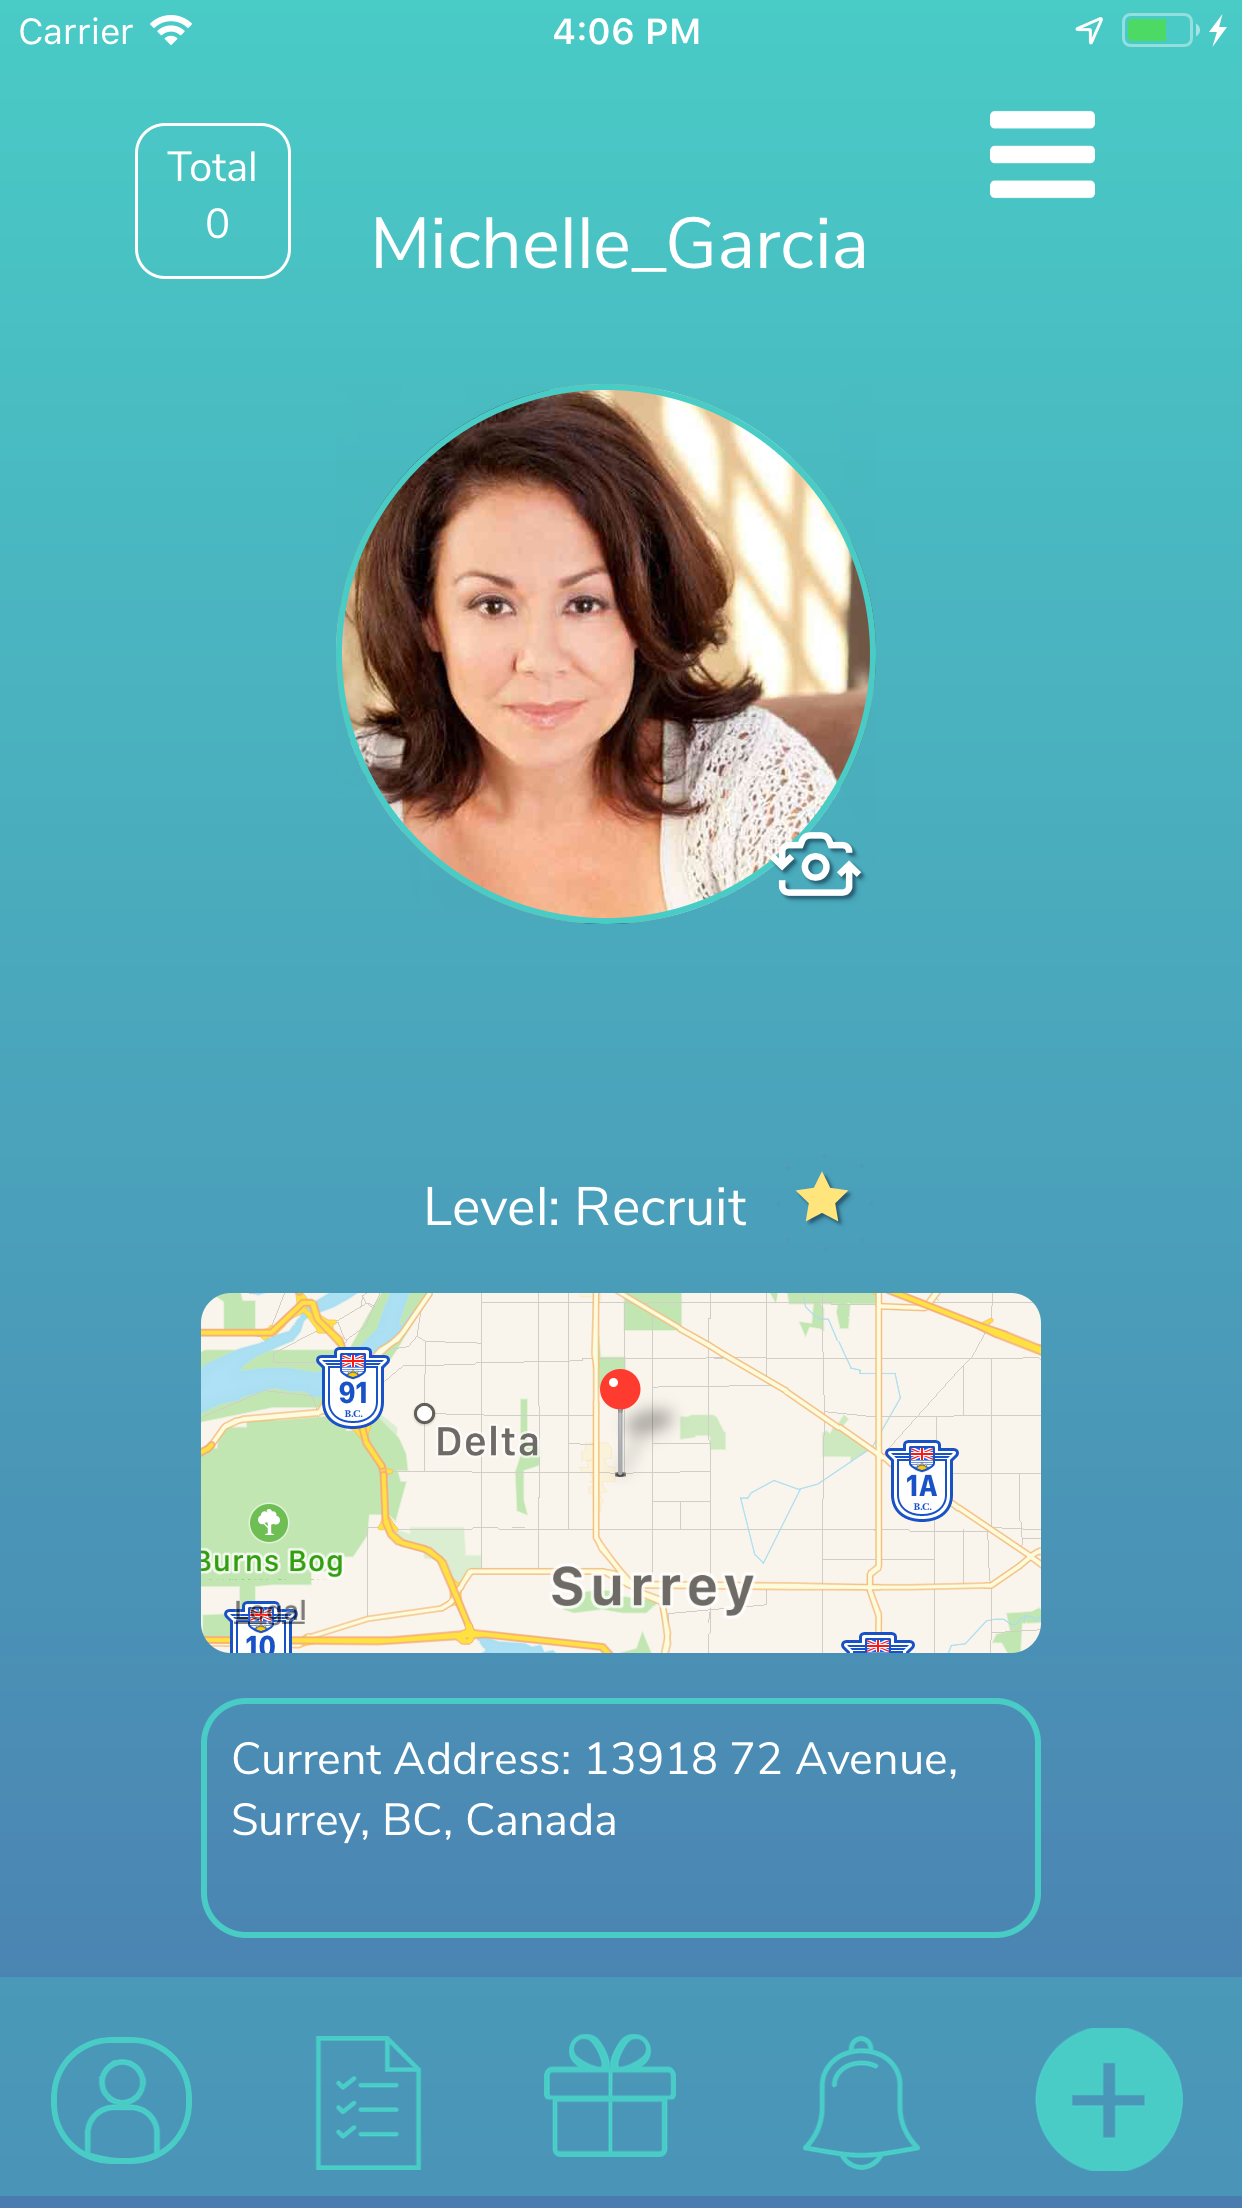 Carrier
4:06 PM
Total
0
Michelle_Garcia
Level: Recruit
91
B.C.
Delta
1A
B.C.
Burns Bog
Surrey
Legal
10
Current Address: 13918 72 Avenue,
Surrey, BC, Canada